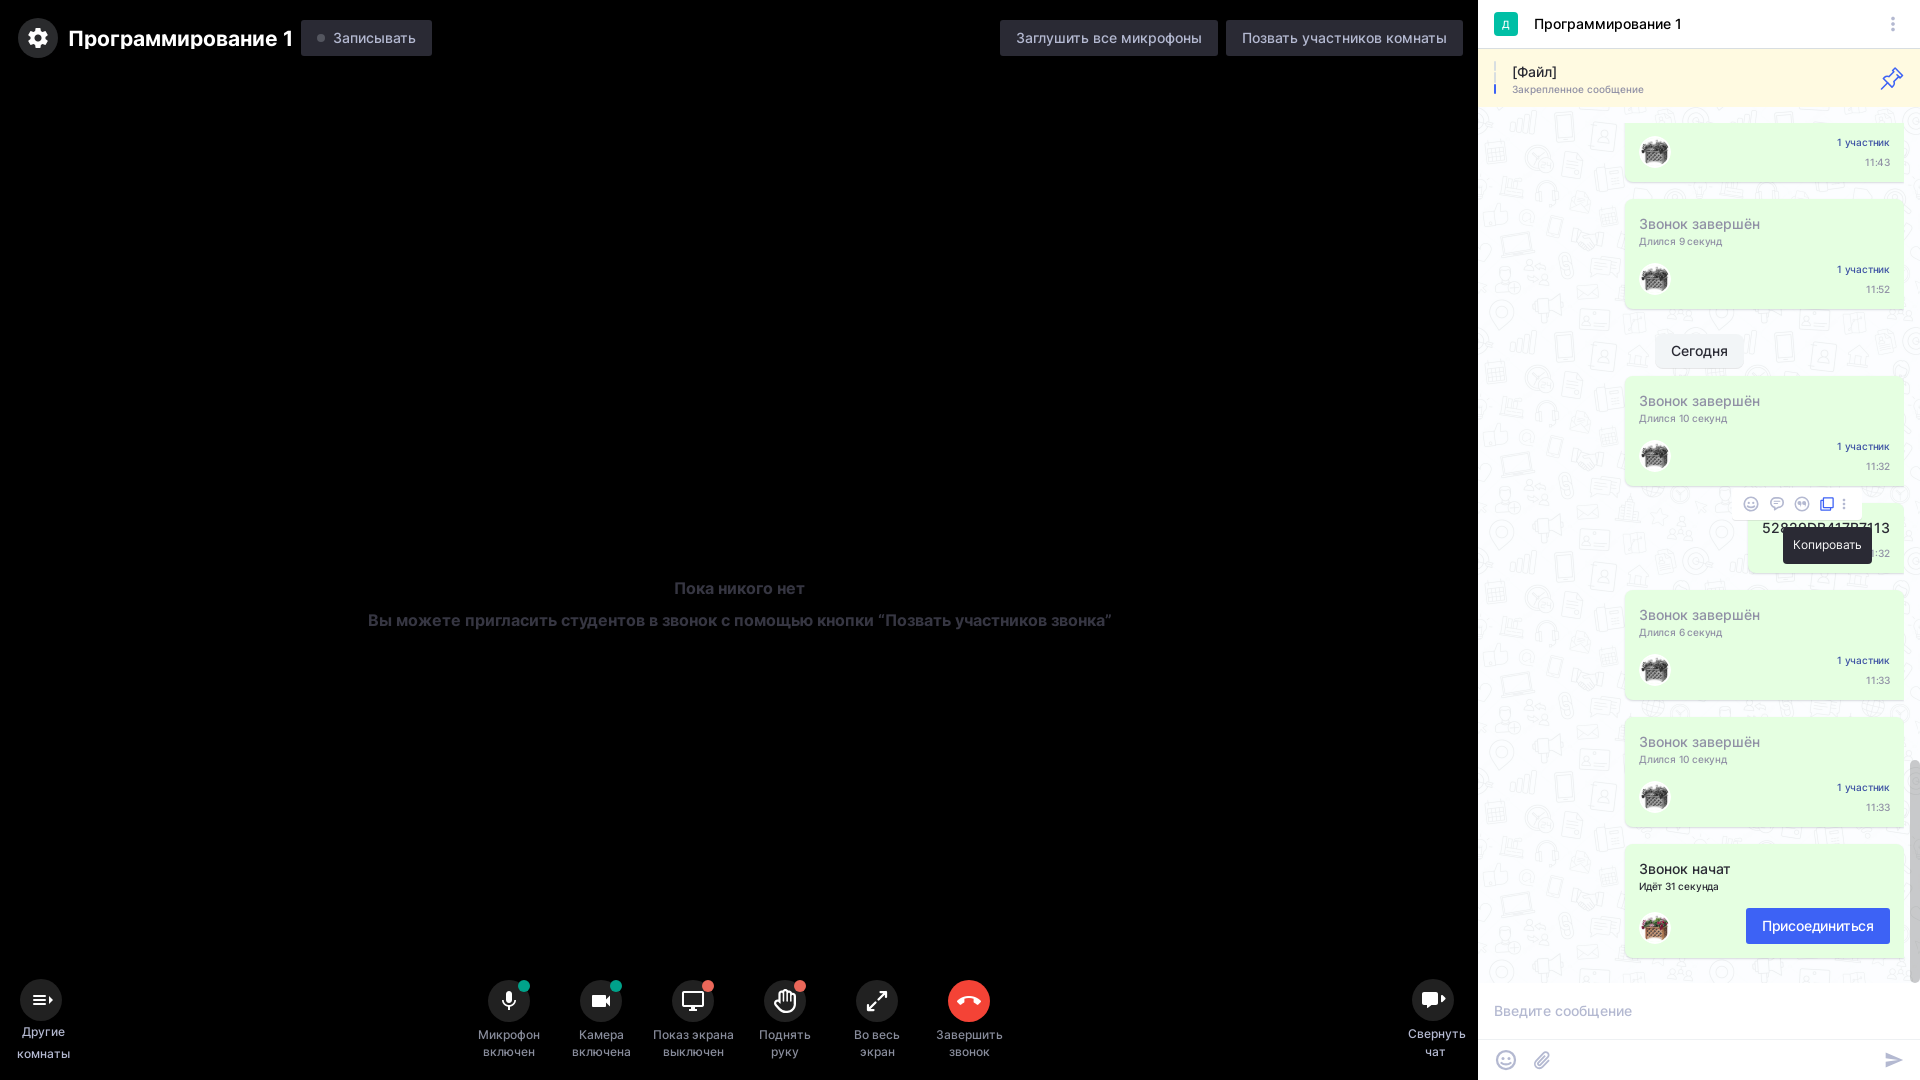 Программирование 1
Записывать
Заглушить все микрофоны
Позвать участников комнаты
Пока никого нет
Вы можете пригласить студентов в звонок с помощью кнопки “Позвать участников звонка”
Другие
комнаты
Микрофон
включен
Камера
включена
Показ экрана
выключен
Поднять
руку
Во весь
экран
Завершить
звонок
Свернуть
чат
Д
Программирование 1
[Файл]
Закрепленное сообщение
1 участник
11:43
Звонок завершён
Длился 9 секунд
1 участник
11:52
Сегодня
Звонок завершён
Длился 10 секунд
1 участник
11:32
Копировать
Звонок завершён
Длился 6 секунд
1 участник
11:33
Звонок завершён
Длился 10 секунд
1 участник
11:33
Звонок начат
Идёт 31 секунда
Присоединиться
Введите сообщение